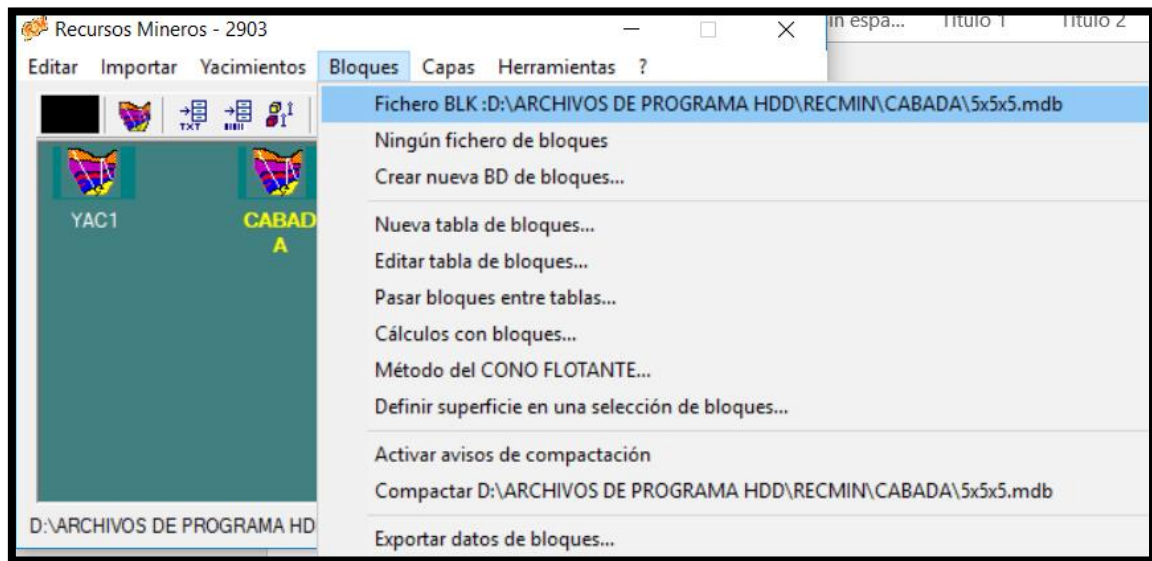 Recursos Mineros - 2903
Título 1 Título 2
Editar Importar Yacimientos Bloques Capas Herramientas ?
TXT
YAC1
CABAD
A
Fichero BLK :D:\ARCHIVOS DE PROGRAMA HDD\RECMIN\CABADA\5x5x5.mdb
Ningún fichero de bloques
Crear nueva BD de bloques...
Nueva tabla de bloques...
Editar tabla de bloques...
Pasar bloques entre tablas...
Cálculos con bloques...
Método del CONO FLOTANTE...
Definir superficie en una selección de bloques...
Activar avisos de compactación
Compactar D:\ARCHIVOS DE PROGRAMA HDD\RECMIN\CABADA\5x5x5.mdb
Exportar datos de bloques...
D:\ARCHIVOS DE PROGRAMA HD